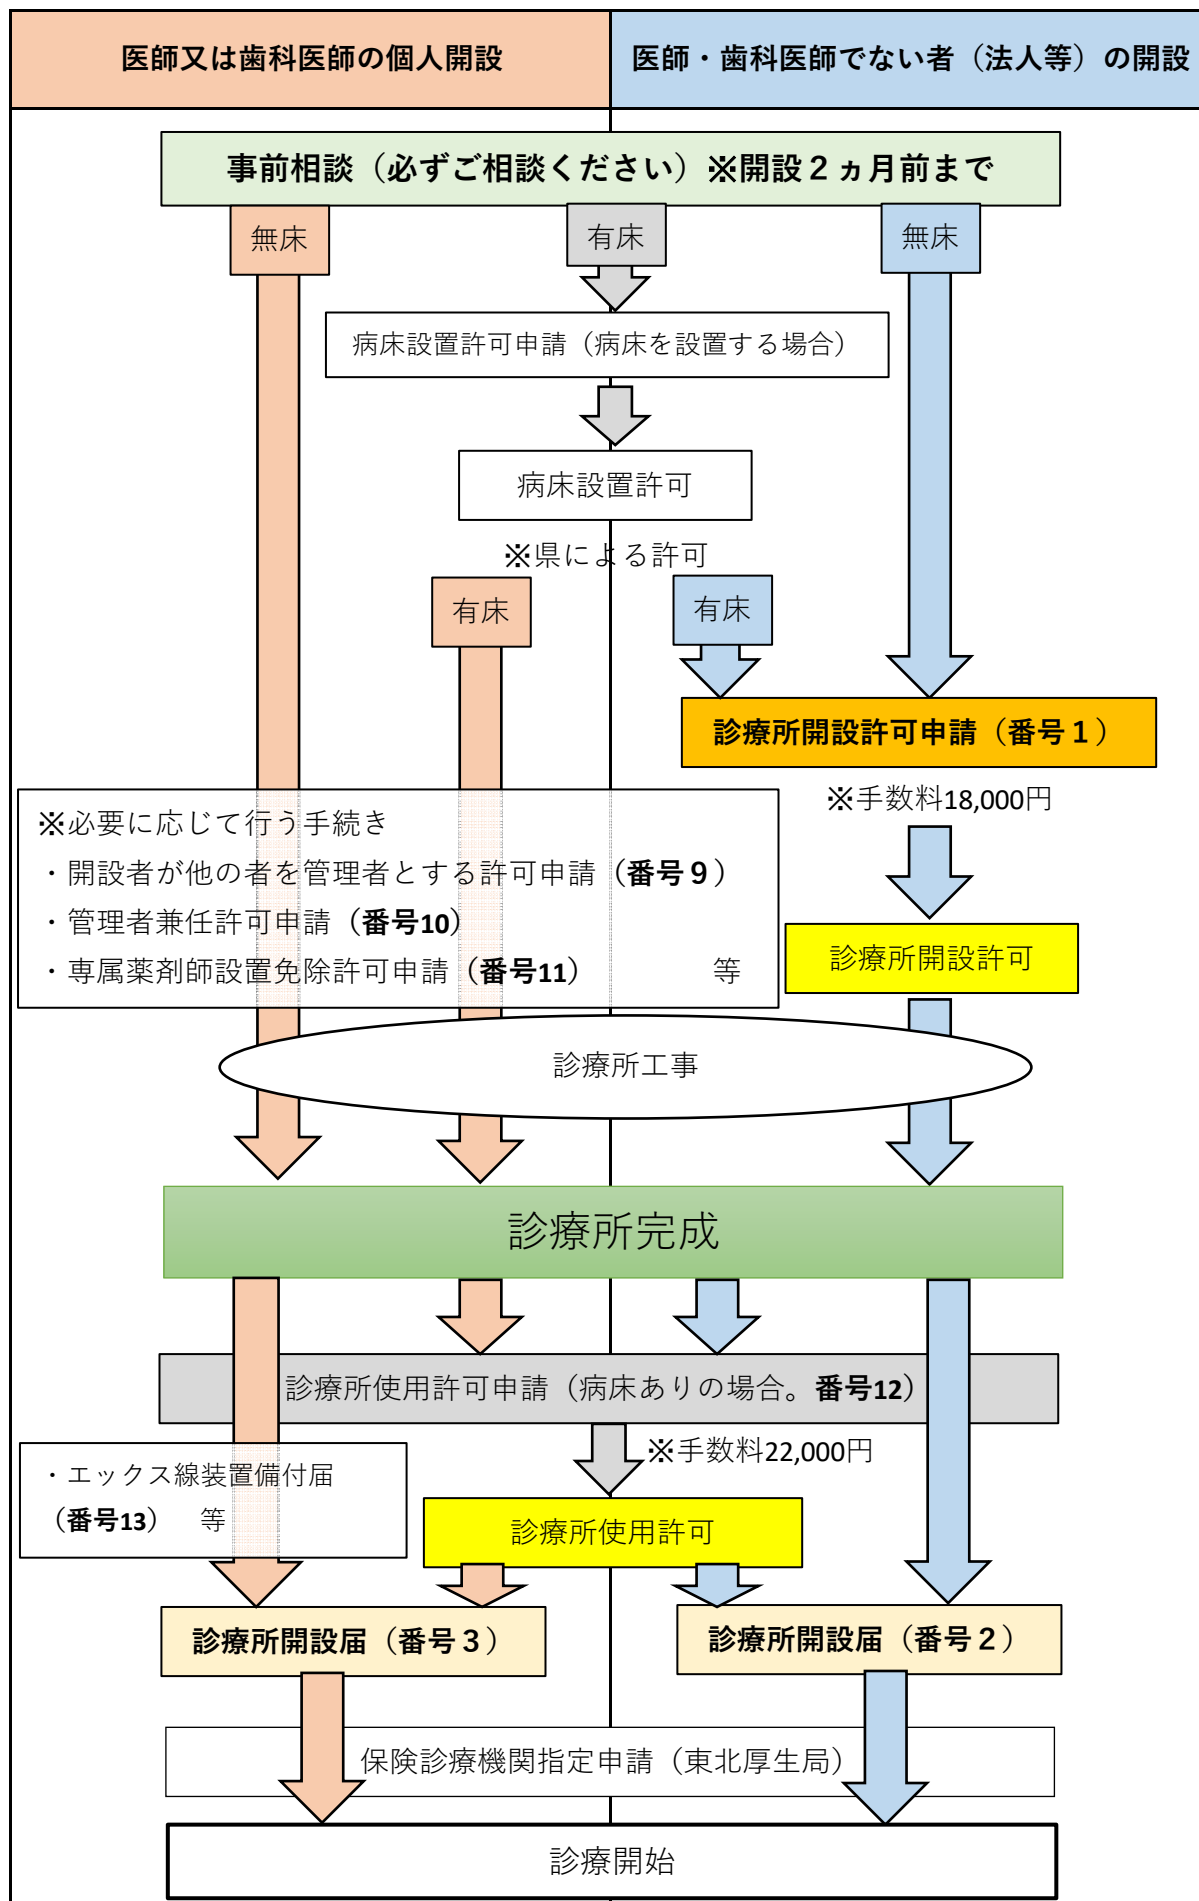 医師又は歯科医師の個人開設
医師・歯科医師でない者（法人等）の開設
事前相談（必ずご相談ください）※開設２ヵ月前まで
無床
有床
無床
病床設置許可申請（病床を設置する場合）
病床設置許可
※県による許可
有床
有床
診療所開設許可申請（番号１）
※手数料18,000円
※必要に応じて行う手続き
・開設者が他の者を管理者とする許可申請（番号９）
・管理者兼任許可申請（番号10）
・専属薬剤師設置免除許可申請（番号11）　　　　等
診療所開設許可
診療所工事
診療所完成
診療所使用許可申請（病床ありの場合。番号12）
※手数料22,000円
・エックス線装置備付届
（番号13）　等
診療所使用許可
診療所開設届（番号３）
診療所開設届（番号２）
保険診療機関指定申請（東北厚生局）
診療開始